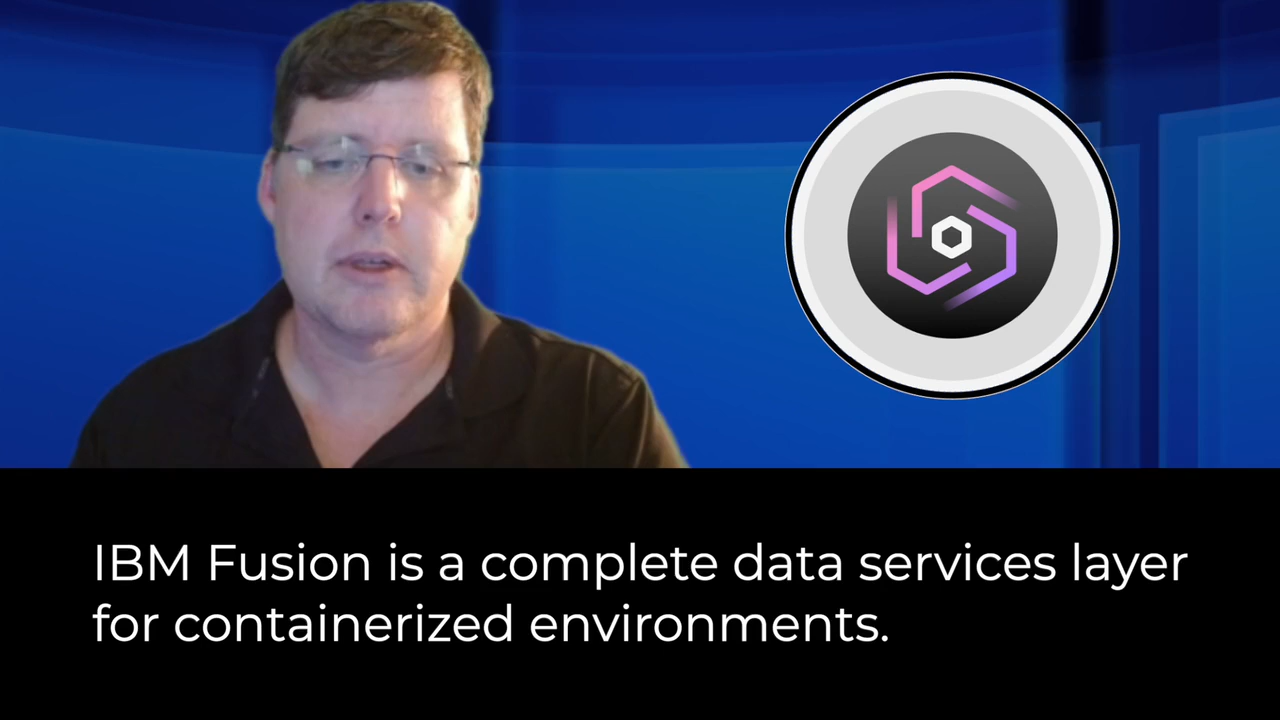 IBM Fusion is a complete data services layer
for containerized environments.